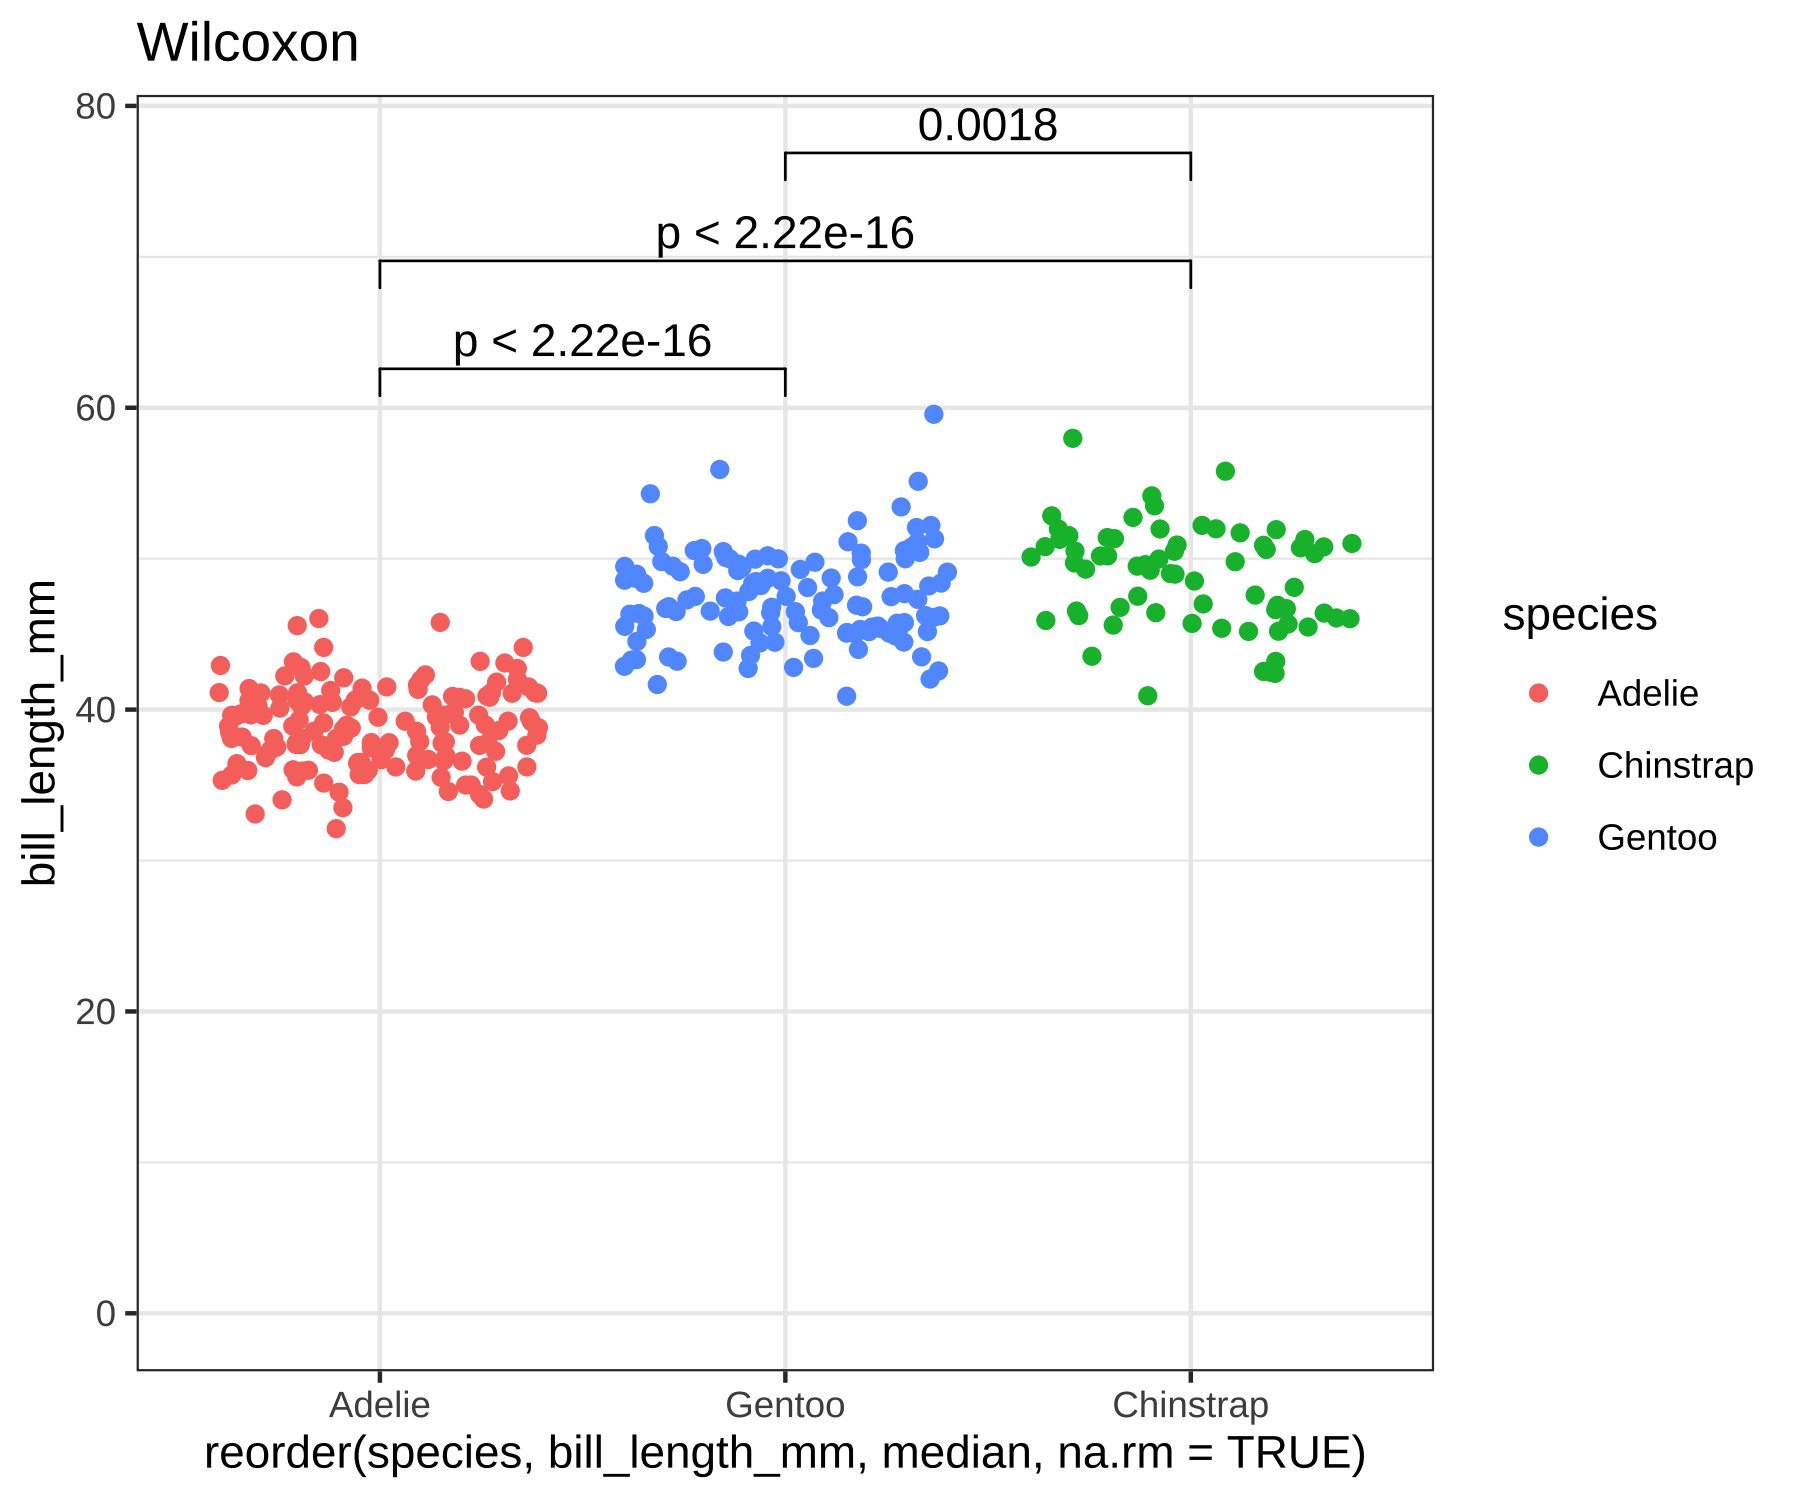 Wilcoxon
80
60
40
20
0
bill_length_mm
0.0018
p < 2.22e-16
p < 2.22e-16
Adelie
Gentoo
Chinstrap
reorder(species, bill_length_mm, median, na.rm = TRUE)
species
Adelie
Chinstrap
Gentoo